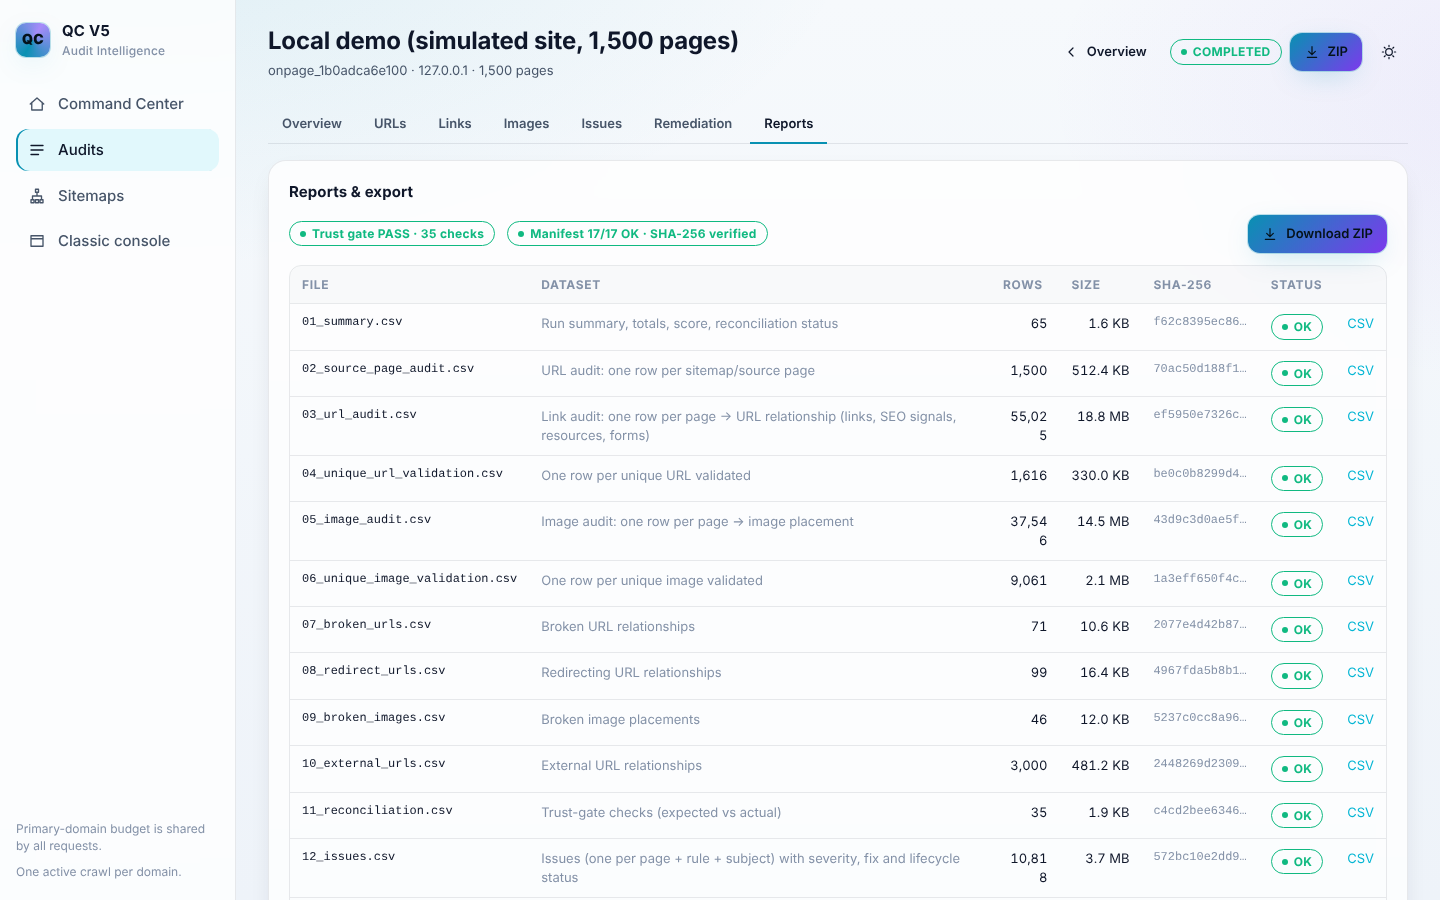 QC
QC V5
Audit Intelligence
Command Center
Audits
Sitemaps
Classic console
Primary-domain budget is shared
by all requests.
One active crawl per domain.
Local demo (simulated site, 1,500 pages)
onpage_1b0adca6e100 · 127.0.0.1 · 1,500 pages
Overview
COMPLETED
ZIP
Overview URLs Links Images Issues Remediation Reports
Reports & export
Trust gate PASS · 35 checks
Manifest 17/17 OK · SHA-256 verified
Download ZIP
FILE DATASET ROWS SIZE SHA-256 STATUS
01_summary.csv Run summary, totals, score, reconciliation status 65 1.6 KB f62c8395ec86… OK CSV
02_source_page_audit.csv URL audit: one row per sitemap/source page 1,500 512.4 KB 70ac50d188f1… OK CSV
03_url_audit.csv Link audit: one row per page → URL relationship (links, SEO signals, 55,02 18.8 MB ef5950e7326c… OK CSV
resources, forms) 5
04_unique_url_validation.csv One row per unique URL validated 1,616 330.0 KB be0c0b8299d4… OK CSV
05_image_audit.csv Image audit: one row per page → image placement 37,54 14.5 MB 43d9c3d0ae5f… OK CSV
6
06_unique_image_validation.csv One row per unique image validated 9,061 2.1 MB 1a3eff650f4c… OK CSV
07_broken_urls.csv Broken URL relationships 71 10.6 KB 2077e4d42b87… OK CSV
08_redirect_urls.csv Redirecting URL relationships 99 16.4 KB 4967fda5b8b1… OK CSV
09_broken_images.csv Broken image placements 46 12.0 KB 5237c0cc8a96… OK CSV
10_external_urls.csv External URL relationships 3,000 481.2 KB 2448269d2309… OK CSV
11_reconciliation.csv Trust-gate checks (expected vs actual) 35 1.9 KB c4cd2bee6346… OK CSV
12_issues.csv Issues (one per page + rule + subject) with severity, fix and lifecycle 10,81 3.7 MB 572bc10e2dd9… OK CSV
status 8